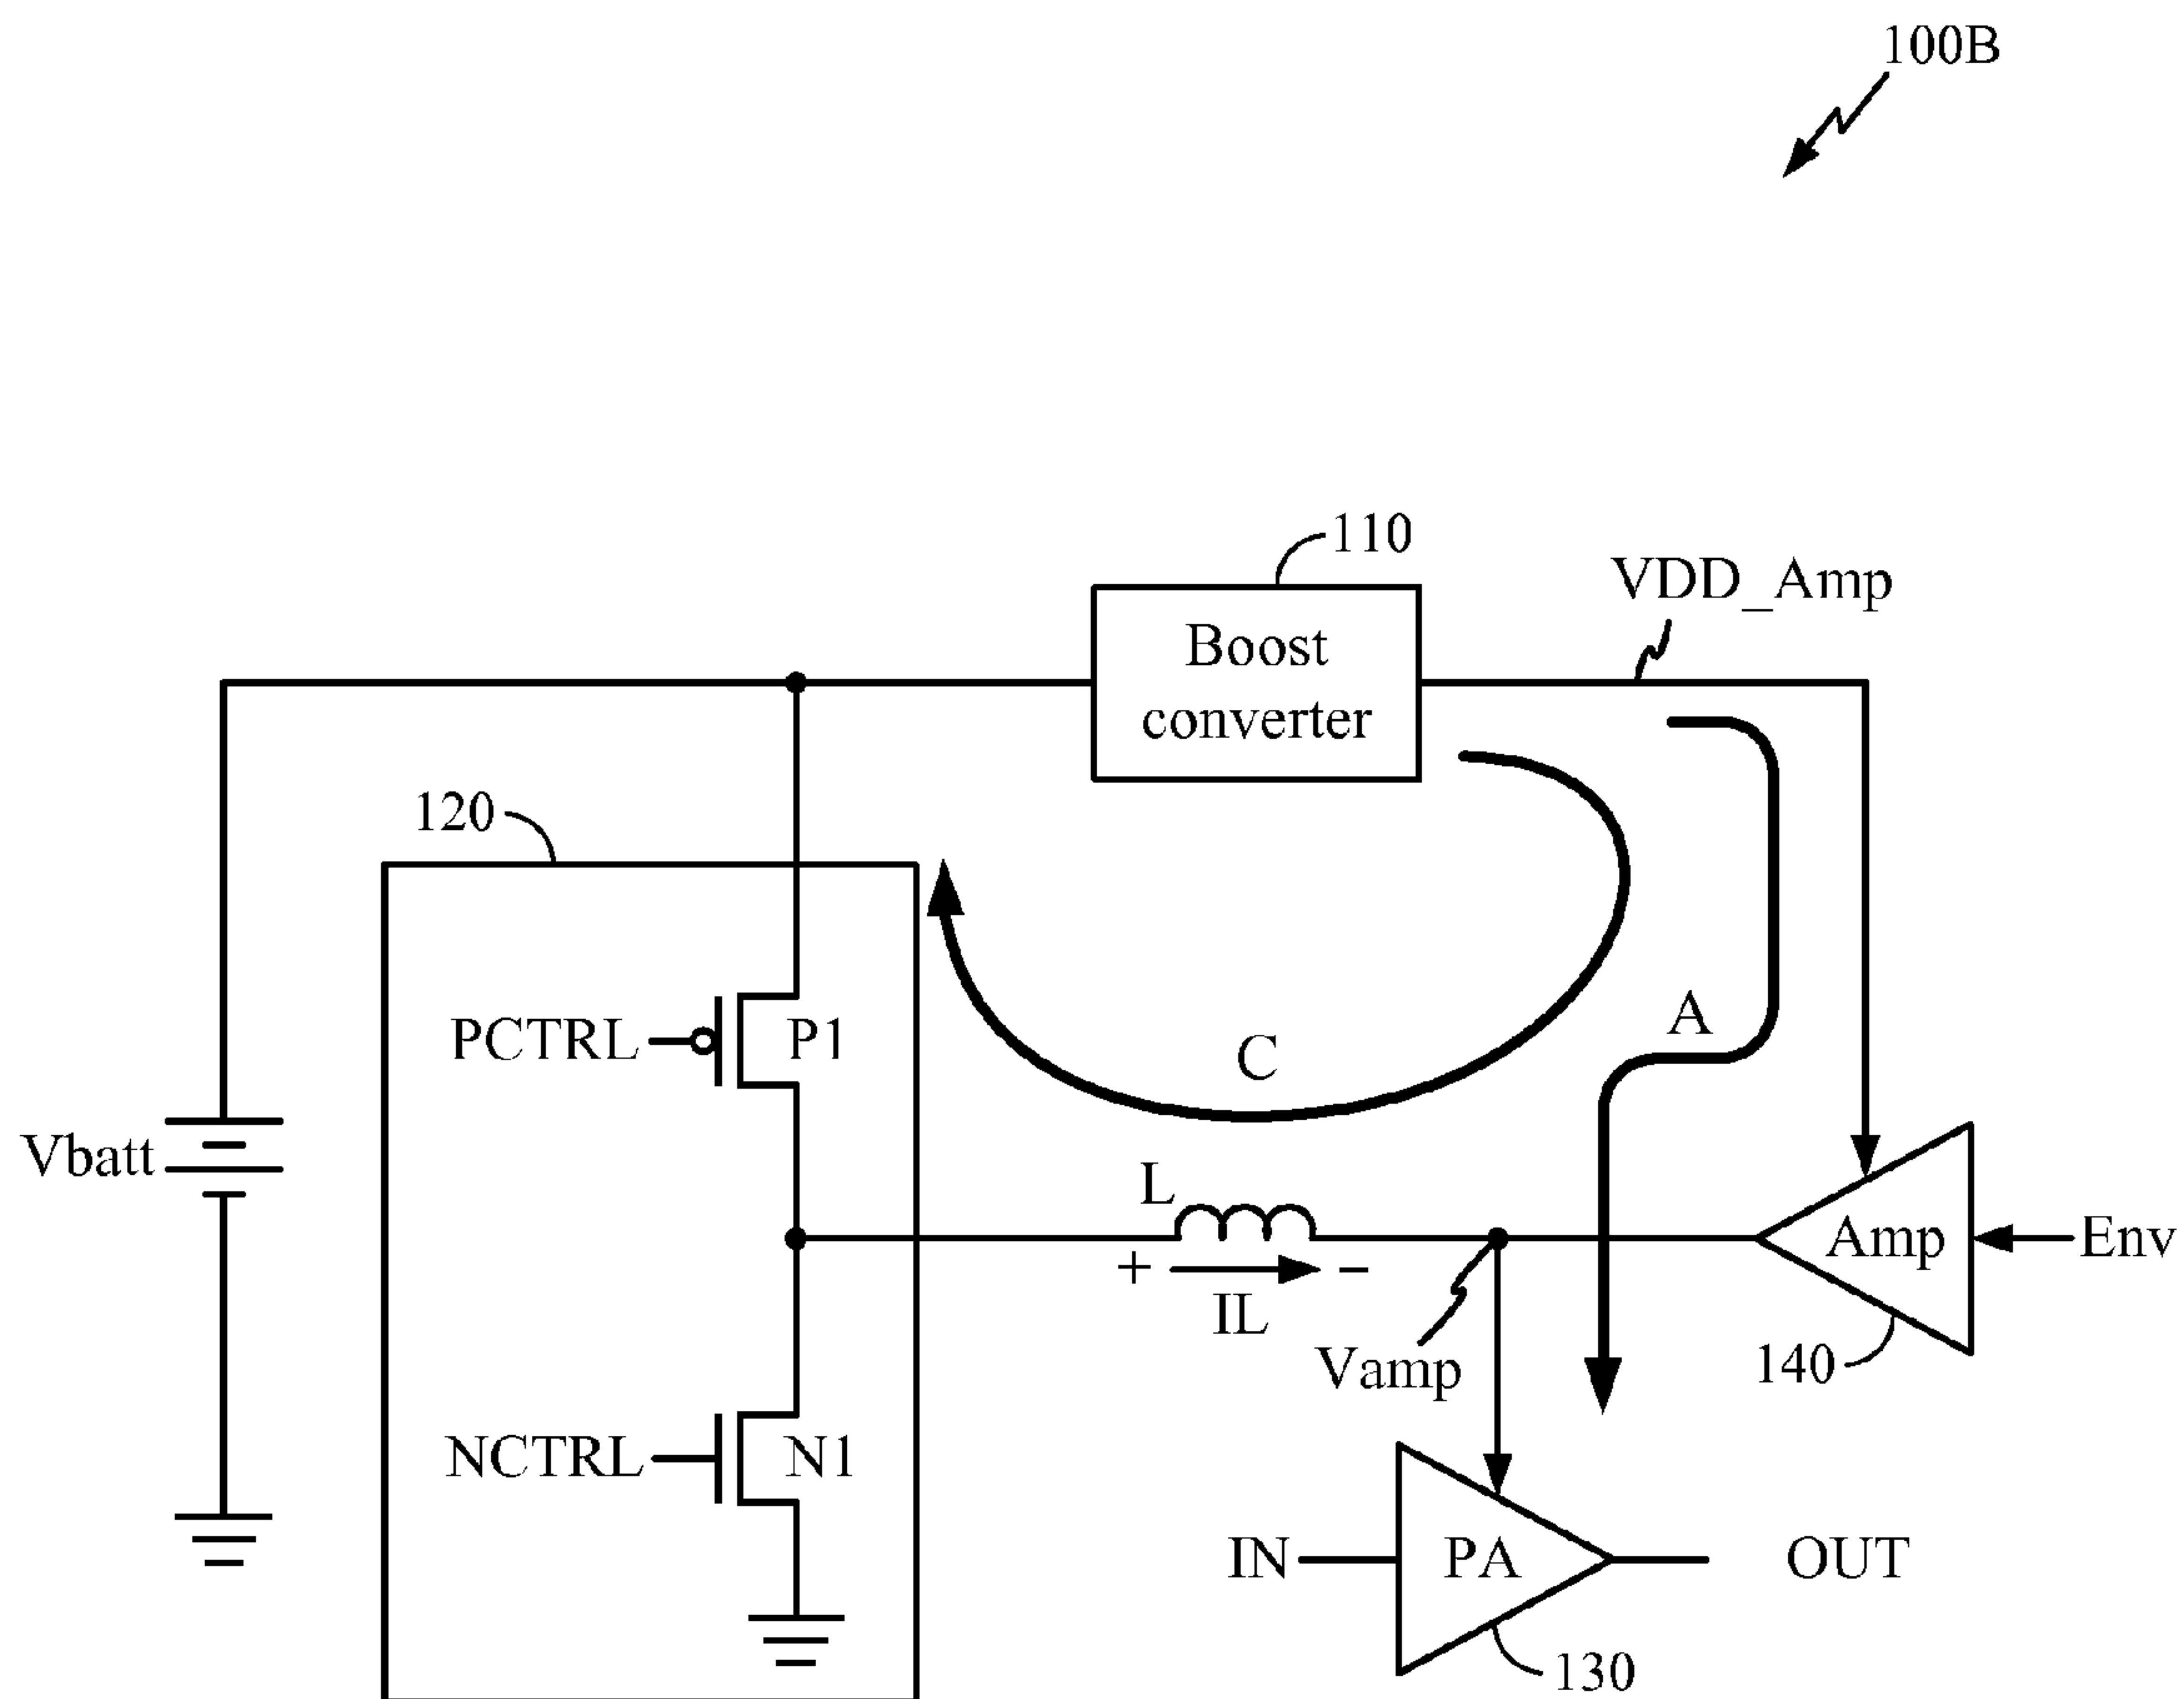 100B
110
VDD_Amp
Boost
converter
120
A
PCTRL
P1
C
Vbatt
L
Amp
Env
+
-
IL
Vamp
140
NCTRL
N1
IN
PA
OUT
130